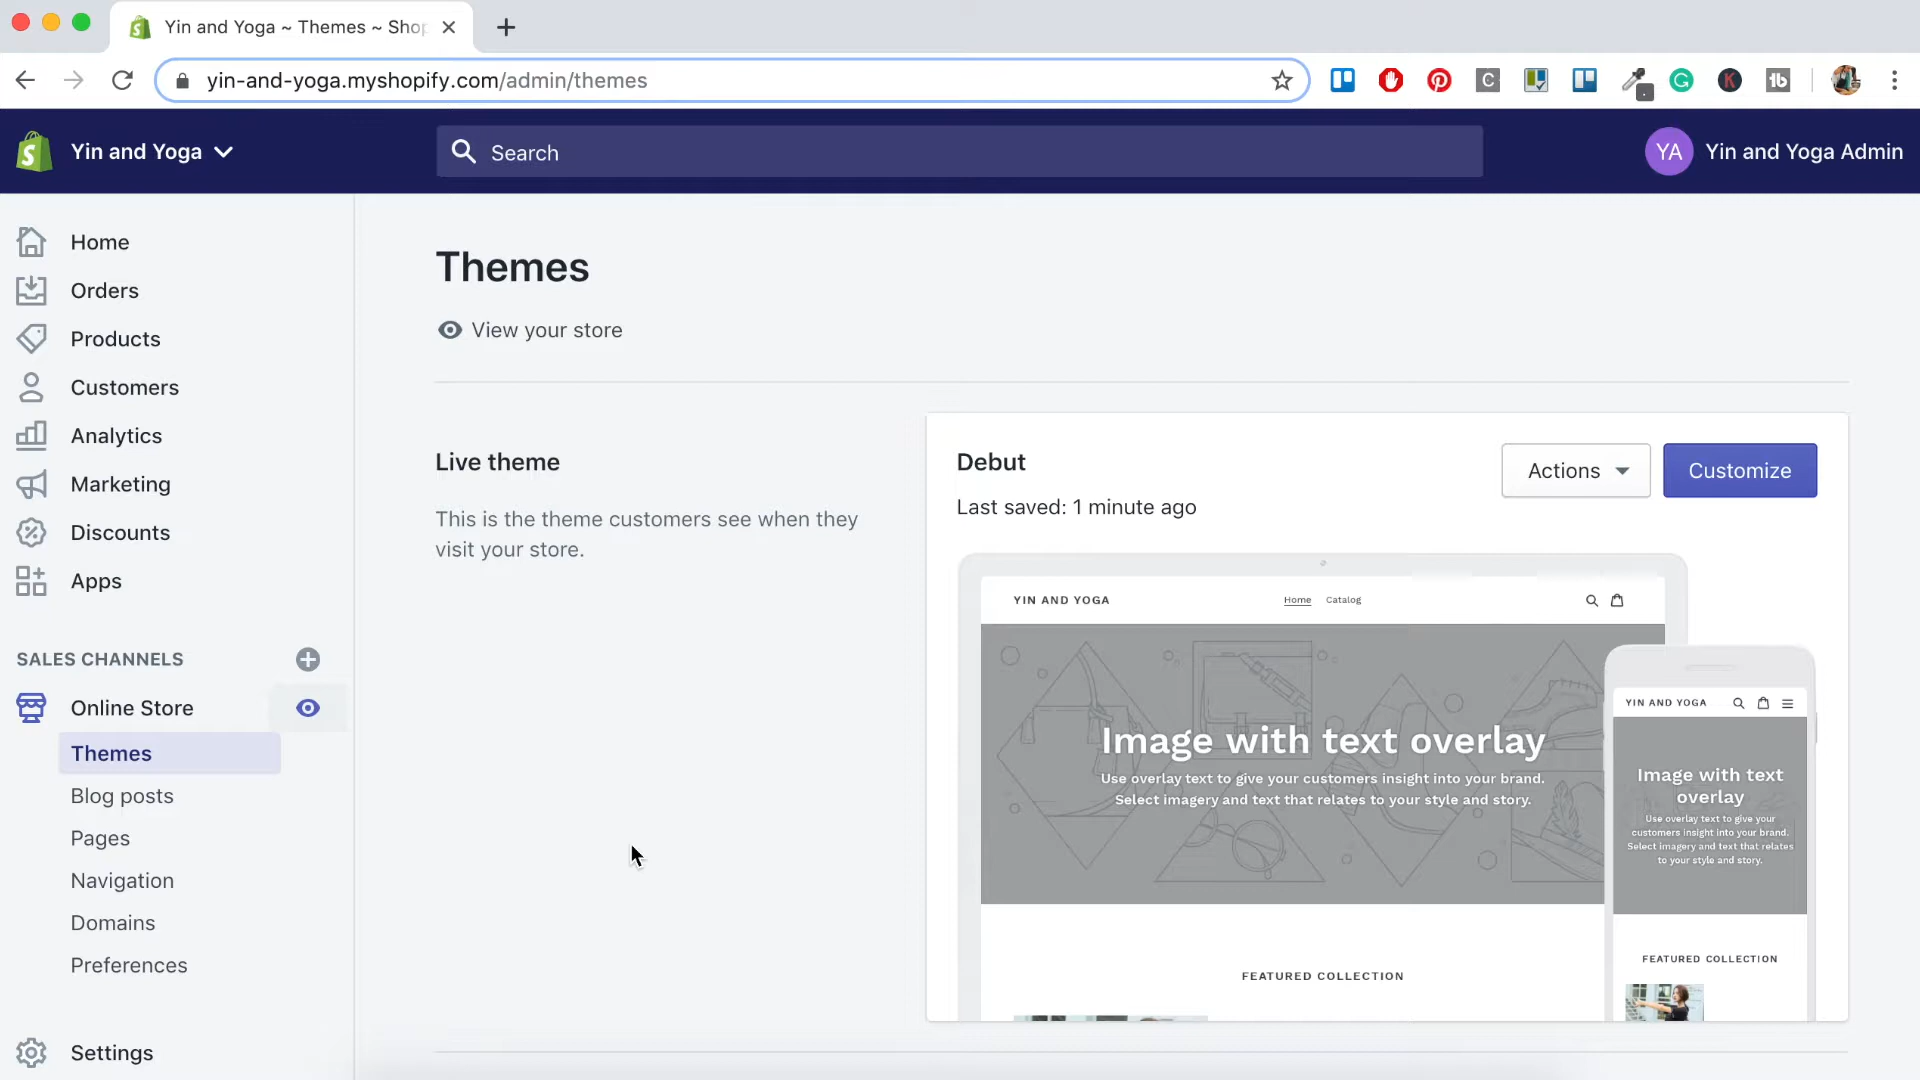 Yin and Yoga ~ Themes ~ Shop
yin-and-yoga.myshopify.com/admin/themes
Yin and Yoga
Search
YA
Yin and Yoga Admin
Home
Orders
Products
Customers
Analytics
Marketing
Discounts
Apps
SALES CHANNELS
Online Store
Themes
Blog posts
Pages
Navigation
Domains
Preferences
Settings
Themes
View your store
Live theme
This is the theme customers see when they
visit your store.
Debut
Last saved: 1 minute ago
Actions
Customize
YIN AND YOGA
Home
Catalog
Image with text overlay
Use overlay text to give your customers insight into your brand.
Select imagery and text that relates to your style and story.
FEATURED COLLECTION
YIN AND YOGA
Image with text
overlay
Use overlay text to give your
customers insight into your brand.
Select imagery and text that relates
to your style and story.
FEATURED COLLECTION